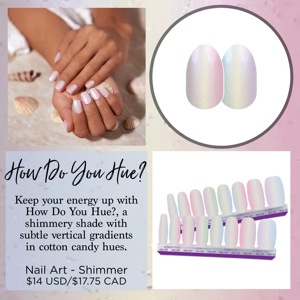 How Do You Hue?
Keep your energy up with
How Do You Hue?, a
shimmery shade with
subtle vertical gradients
in cotton candy hues.
Nail Art - Shimmer
$14 USD/$17.75 CAD